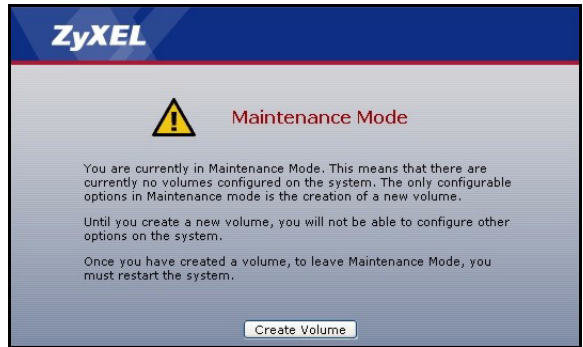 ZyXEL
Maintenance Mode
You are currently in Maintenance Mode. This means that there are
currently no volumes configured on the system. The only configurable
options in Maintenance mode is the creation of a new volume.
Until you create a new volume, you will not be able to configure other
options on the system.
Once you have created a volume, to leave Maintenance Mode, you
must restart the system.
Create Volume